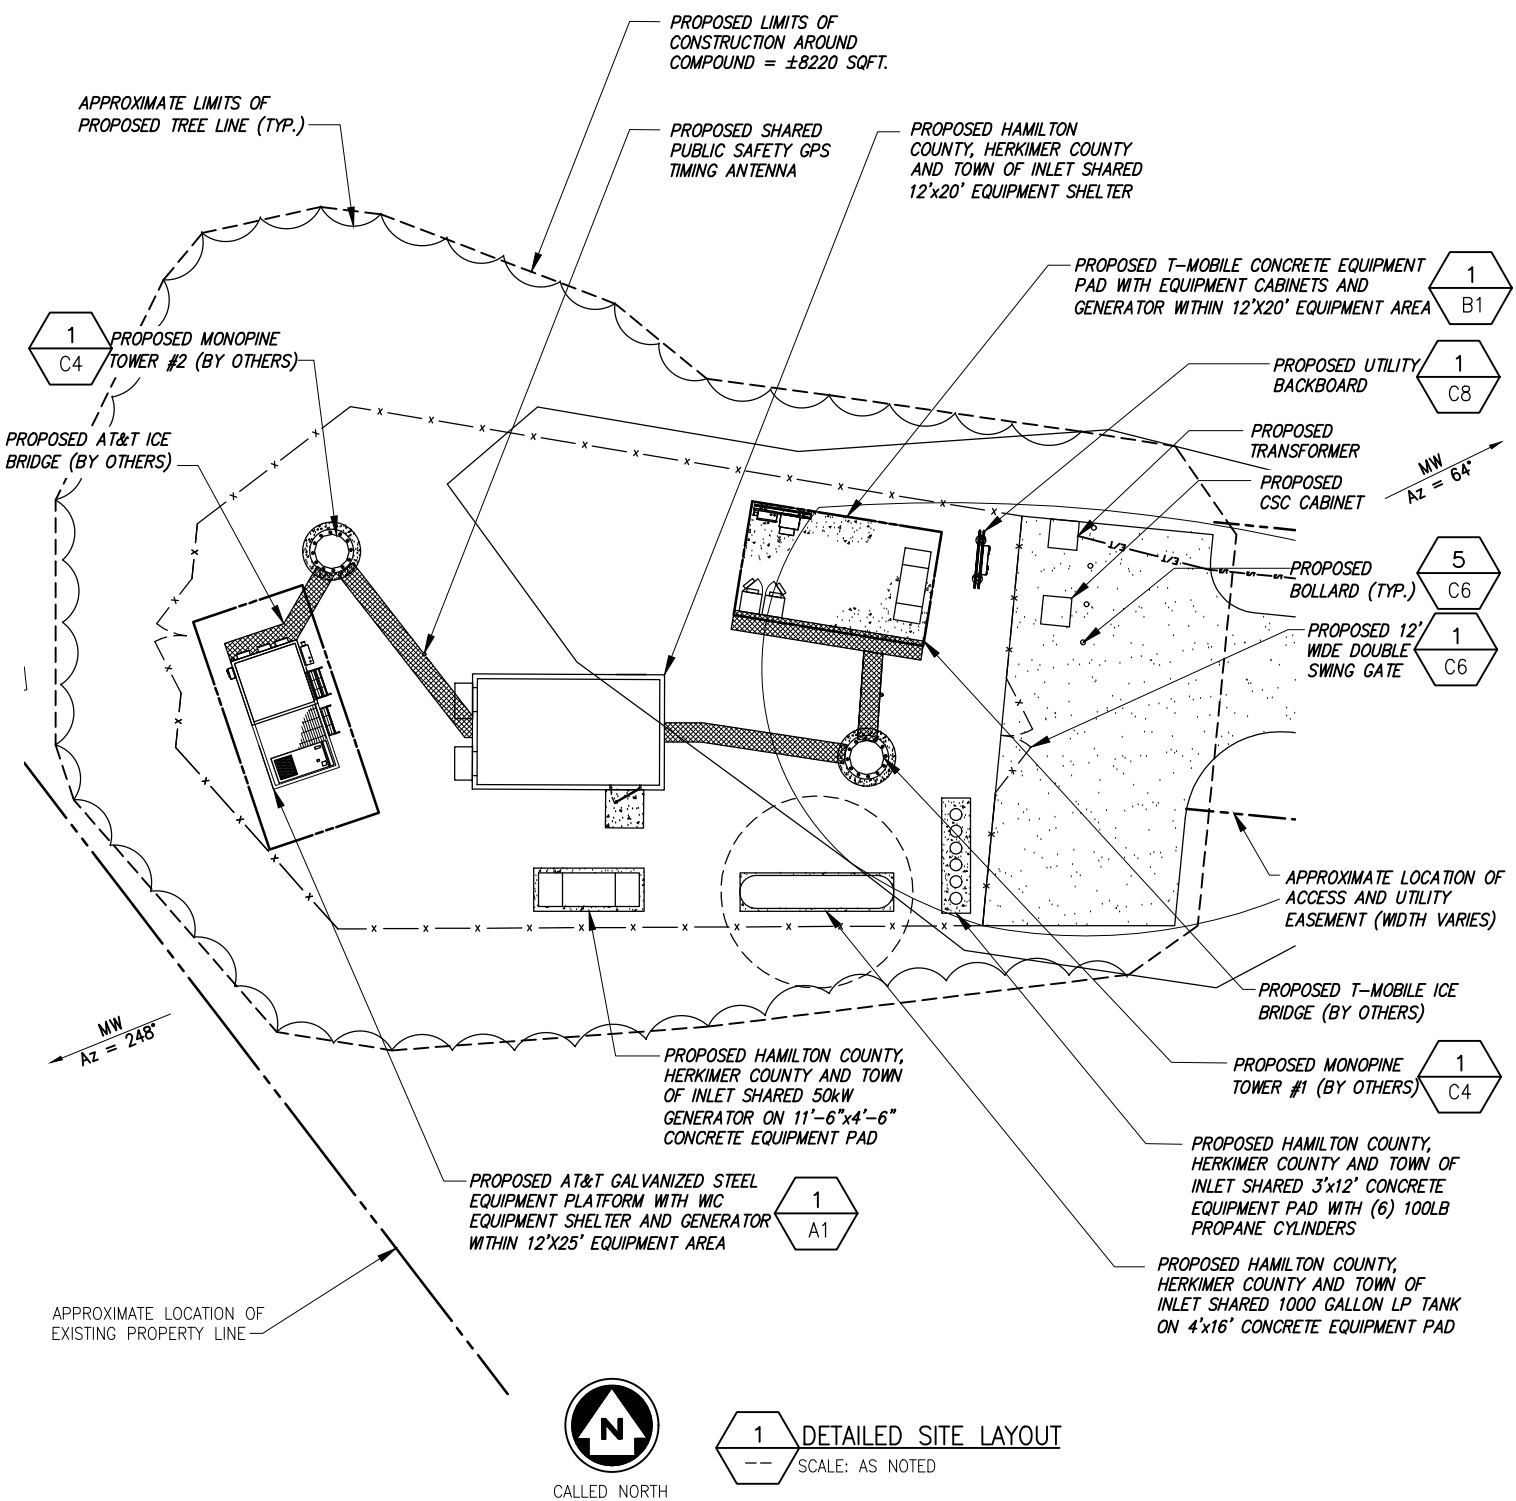 PROPOSED LIMITS OF
CONSTRUCTION AROUND
COMPOUND = ±8220 SQFT.
APPROXIMATE LIMITS OF
PROPOSED TREE LINE (TYP.)
PROPOSED SHARED
PUBLIC SAFETY GPS
TIMING ANTENNA
PROPOSED HAMILTON
COUNTY, HERKIMER COUNTY
AND TOWN OF INLET SHARED
12'x20' EQUIPMENT SHELTER
PROPOSED T-MOBILE CONCRETE EQUIPMENT
PAD WITH EQUIPMENT CABINETS AND
GENERATOR WITHIN 12'X20' EQUIPMENT AREA
1
B1
1
C4
PROPOSED MONOPINE
TOWER #2 (BY OTHERS)
PROPOSED UTILITY
BACKBOARD
1
C8
PROPOSED AT&T ICE
BRIDGE (BY OTHERS)
PROPOSED
TRANSFORMER
MW
Az = 64°
PROPOSED
CSC CABINET
E/T
E/T
PROPOSED
BOLLARD (TYP.)
5
C6
PROPOSED 12'
WIDE DOUBLE
SWING GATE
1
C6
APPROXIMATE LOCATION OF
ACCESS AND UTILITY
EASEMENT (WIDTH VARIES)
PROPOSED T-MOBILE ICE
BRIDGE (BY OTHERS)
MW
Az = 248°
PROPOSED HAMILTON COUNTY,
HERKIMER COUNTY AND TOWN
OF INLET SHARED 50kW
GENERATOR ON 11'-6"x4'-6"
CONCRETE EQUIPMENT PAD
PROPOSED MONOPINE
TOWER #1 (BY OTHERS)
1
C4
PROPOSED HAMILTON COUNTY,
HERKIMER COUNTY AND TOWN OF
INLET SHARED 3'x12' CONCRETE
EQUIPMENT PAD WITH (6) 100LB
PROPANE CYLINDERS
PROPOSED AT&T GALVANIZED STEEL
EQUIPMENT PLATFORM WITH WIC
EQUIPMENT SHELTER AND GENERATOR
WITHIN 12'X25' EQUIPMENT AREA
1
A1
PROPOSED HAMILTON COUNTY,
HERKIMER COUNTY AND TOWN OF
INLET SHARED 1000 GALLON LP TANK
ON 4'x16' CONCRETE EQUIPMENT PAD
APPROXIMATE LOCATION OF
EXISTING PROPERTY LINE
N
CALLED NORTH
1
--
DETAILED SITE LAYOUT
SCALE: AS NOTED